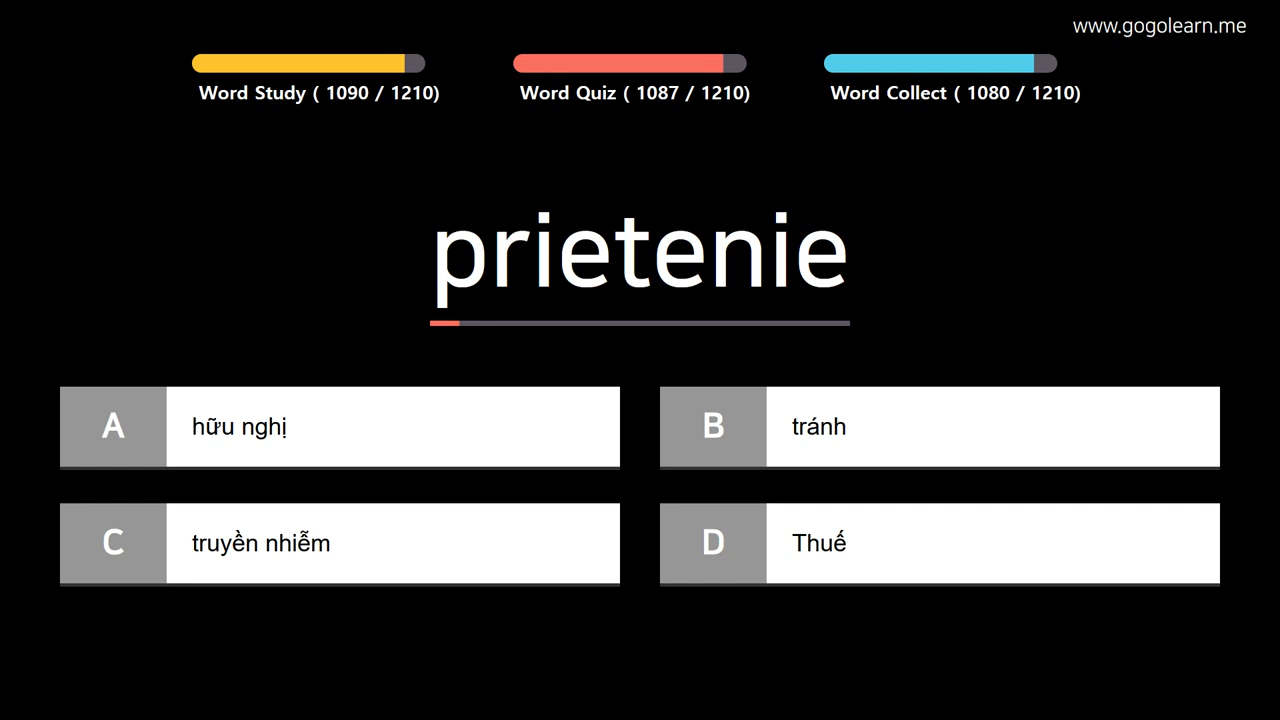 www.gogolearn.me
Word Study ( 1090 / 1210)
Word Quiz ( 1087 / 1210)
Word Collect ( 1080 / 1210)
prietenie
A hữu nghị
B tránh
C truyền nhiễm
D Thuế